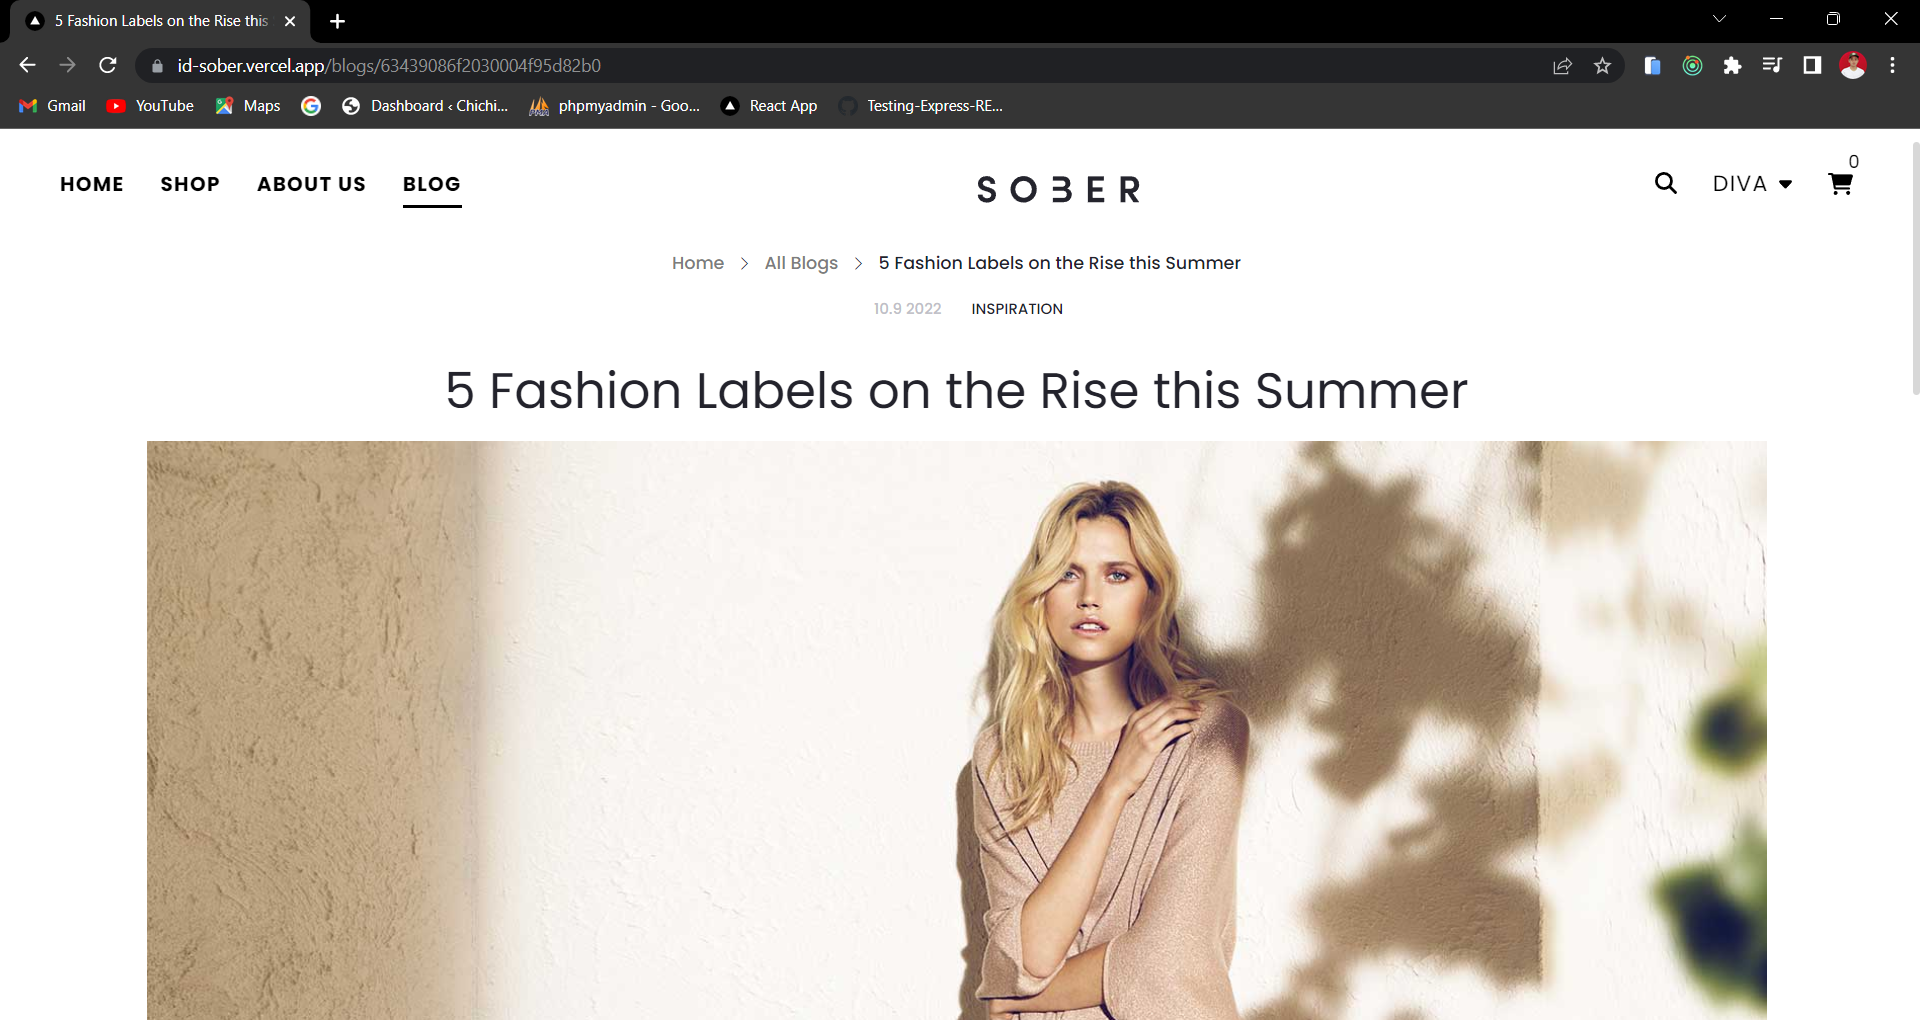 5 Fashion Labels on the Rise this
id-sober.vercel.app/blogs/63439086f2030004f95d82b0
Gmail YouTube Maps Dashboard ‹ Chichi... phpmyadmin - Goo... React App Testing-Express-RE...
0
HOME SHOP ABOUT US BLOG SOBER DIVA
Home > All Blogs > 5 Fashion Labels on the Rise this Summer
10.9 2022 INSPIRATION
5 Fashion Labels on the Rise this Summer